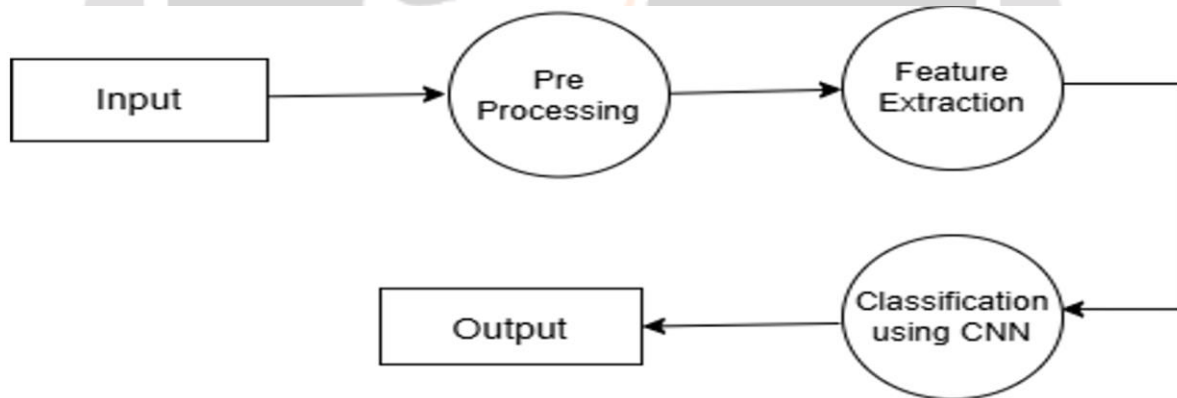 Input
Pre
Processing
Feature
Extraction
Classification
using CNN
Output